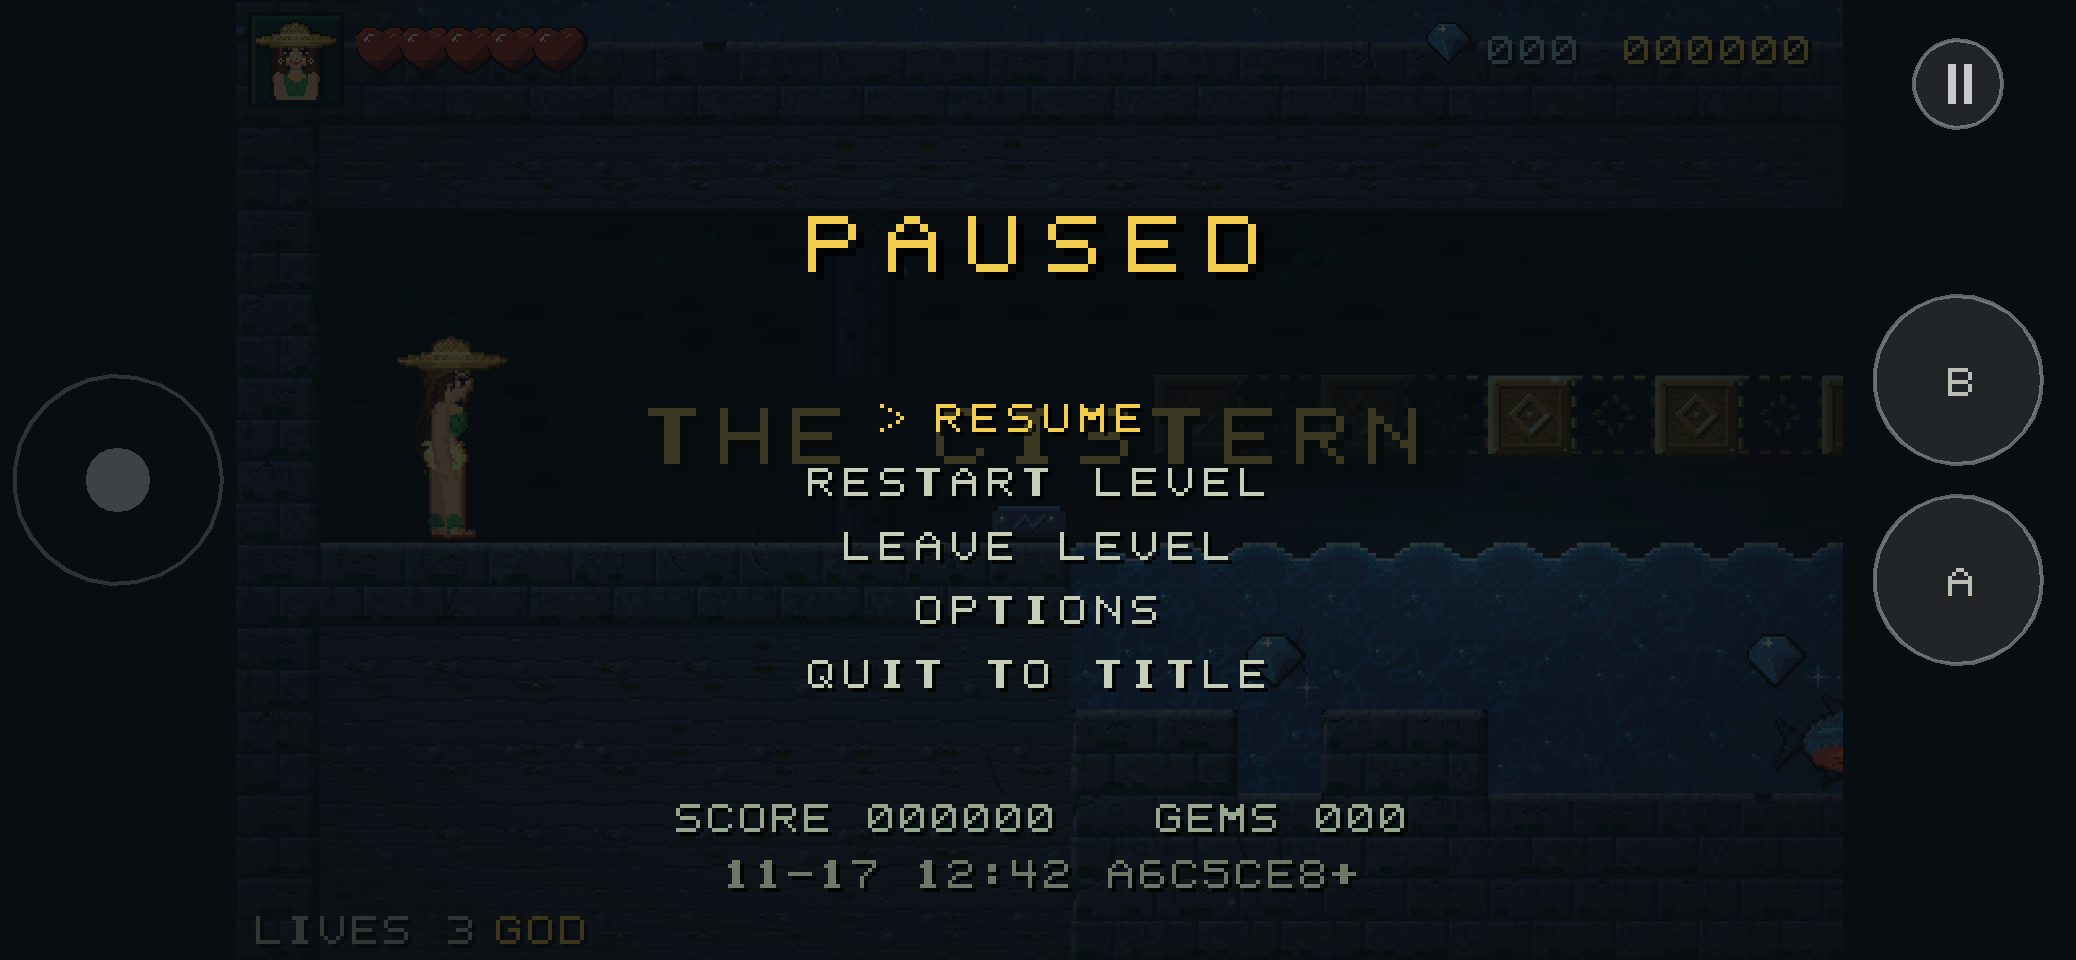 000 000000
PAUSED
> RESUME
THE CISTERN
RESTART LEVEL
LEAVE LEVEL
OPTIONS
QUIT TO TITLE
SCORE 000000 GEMS 000
11-17 12:42 A6C5CE8+
LIVES 3 GOD
B
A